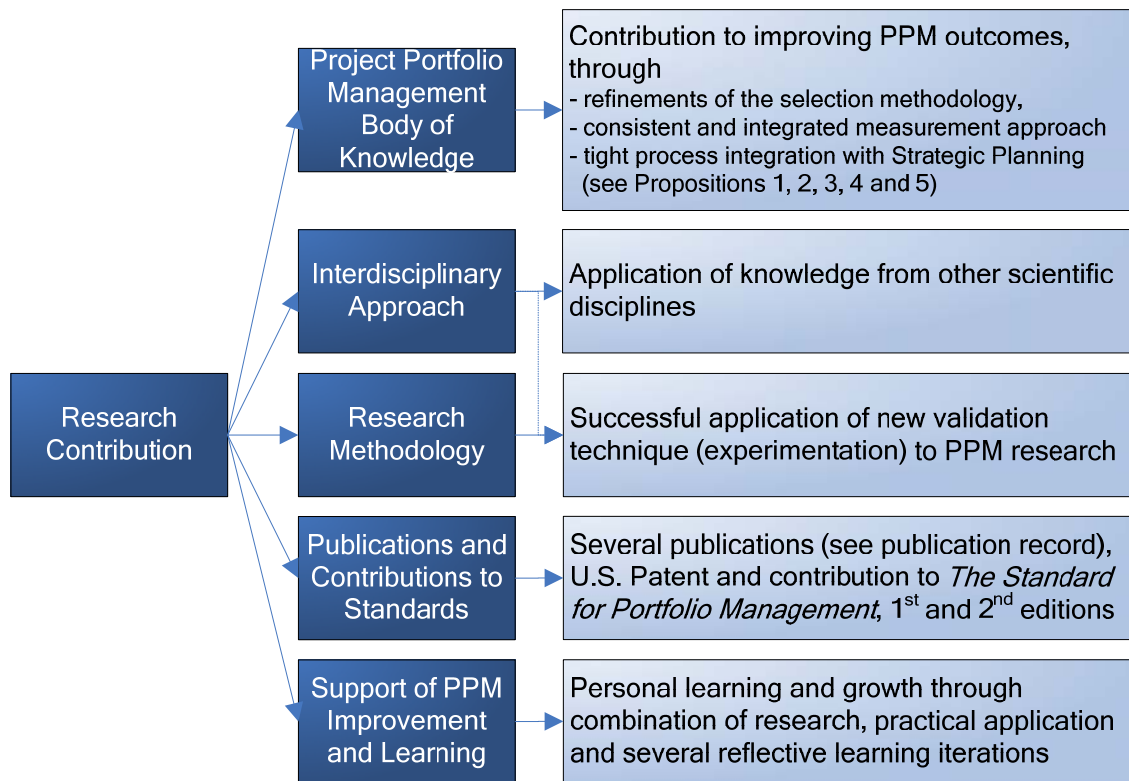 Project Portfolio
Management
Body of
Knowledge
Contribution to improving PPM outcomes,
through
- refinements of the selection methodology,
- consistent and integrated measurement approach
- tight process integration with Strategic Planning
(see Propositions 1, 2, 3, 4 and 5)
Interdisciplinary
Approach
Application of knowledge from other scientific
disciplines
Research
Contribution
Research
Methodology
Successful application of new validation
technique (experimentation) to PPM research
Publications and
Contributions to
Standards
Several publications (see publication record),
U.S. Patent and contribution to The Standard
for Portfolio Management, 1st and 2nd editions
Support of PPM
Improvement
and Learning
Personal learning and growth through
combination of research, practical application
and several reflective learning iterations